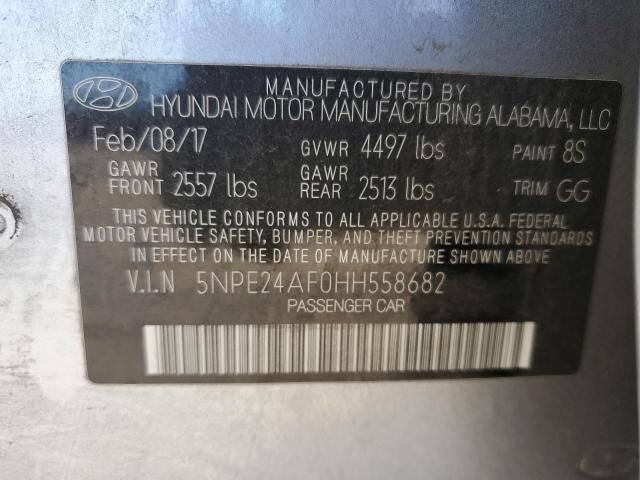 MANUFACTURED BY
HYUNDAI MOTOR MANUFACTURING ALABAMA, LLC
Feb/08/17 GVWR 4497 lbs PAINT 8S
GAWR FRONT 2557 lbs GAWR REAR 2513 lbs TRIM GG
THIS VEHICLE CONFORMS TO ALL APPLICABLE U.S.A. FEDERAL
MOTOR VEHICLE SAFETY, BUMPER, AND THEFT PREVENTION STANDARDS
IN EFFECT ON THE DATE OF MANUFACTURE SHOWN ABOVE
V.I.N 5NPE24AF0HH558682
PASSENGER CAR